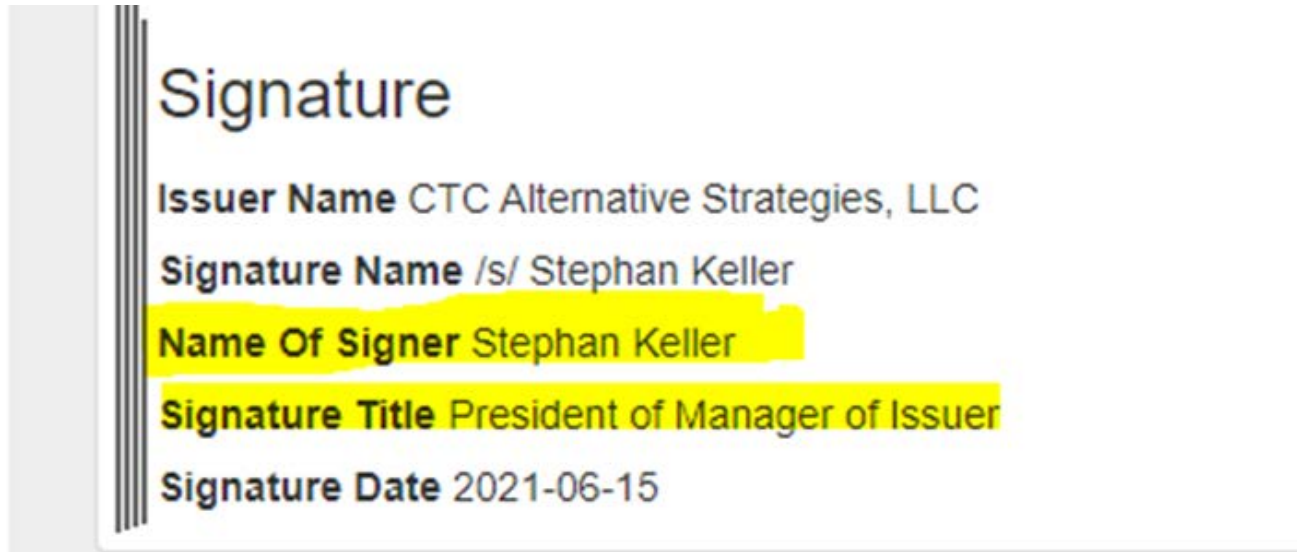 Signature
Issuer Name CTC Alternative Strategies, LLC
Signature Name /s/ Stephan Keller
Name Of Signer Stephan Keller
Signature Title President of Manager of Issuer
Signature Date 2021-06-15